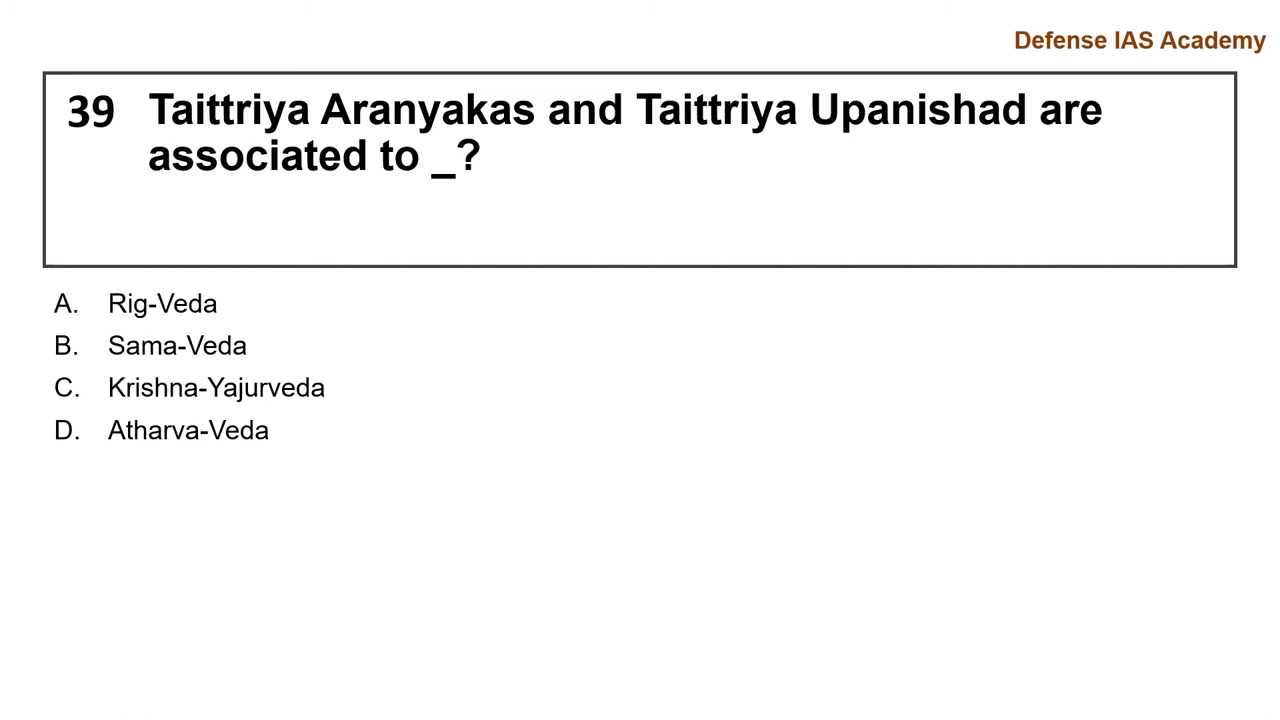 Defense IAS Academy
39 Taittriya Aranyakas and Taittriya Upanishad are
associated to _?
A. Rig-Veda
B. Sama-Veda
C. Krishna-Yajurveda
D. Atharva-Veda